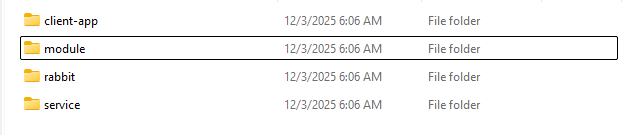 client-app 12/3/2025 6:06 AM File folder
module 12/3/2025 6:06 AM File folder
rabbit 12/3/2025 6:06 AM File folder
service 12/3/2025 6:06 AM File folder